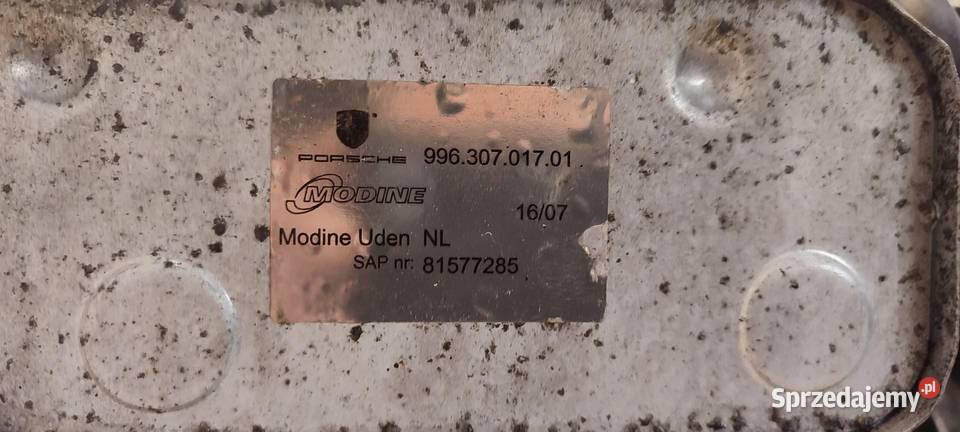 PORSCHE 996.307.017.01
MODINE
16/07
Modine Uden NL
SAP nr: 81577285
Sprzedajemy.pl